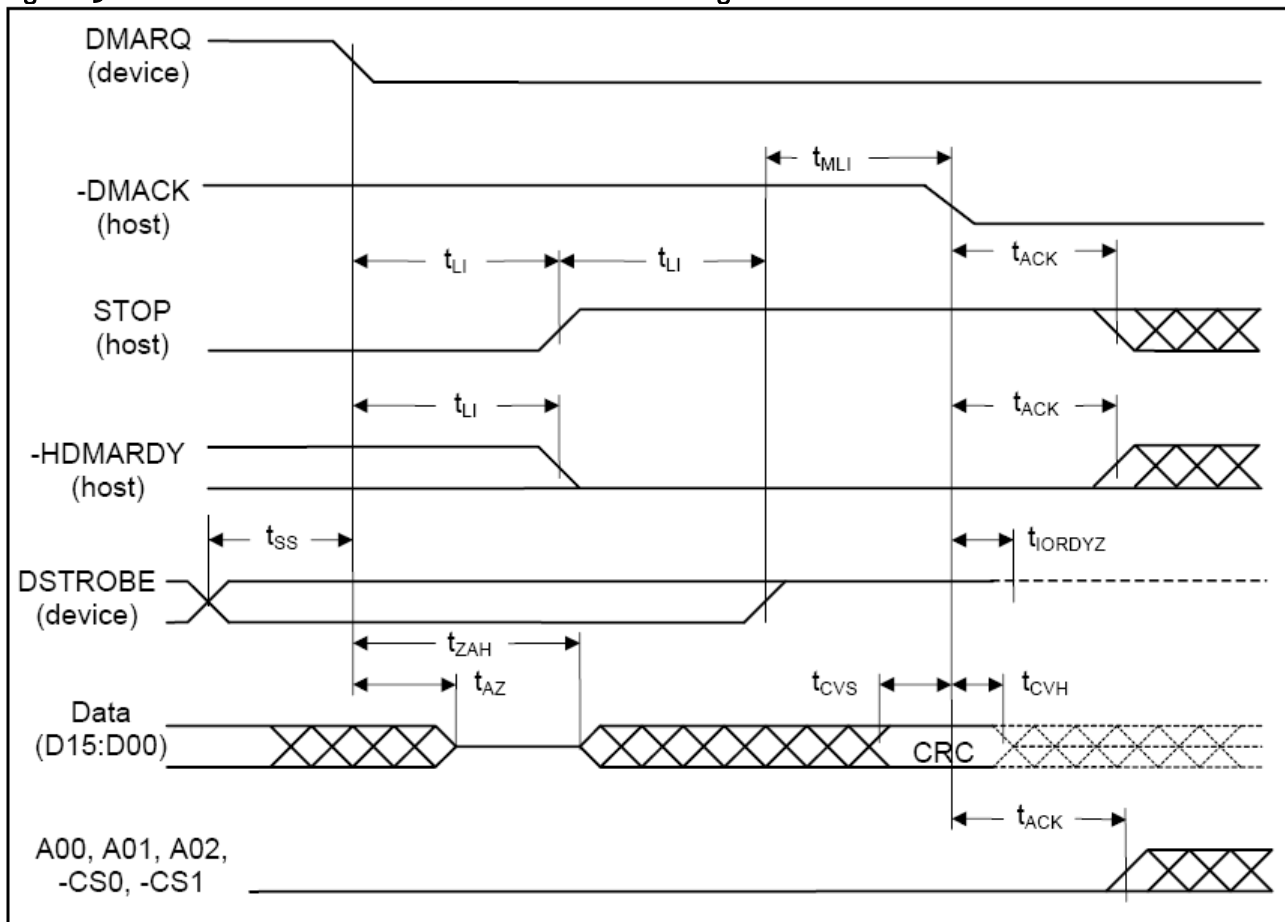 DMARQ
(device)
tMLI
-DMACK
(host)
tLI
tLI
tACK
STOP
(host)
tLI
tACK
-HDMARDY
(host)
tSS
tIORDYZ
DSTROBE
(device)
tZAH
tCVS
tCVH
tAZ
Data
(D15:D00)
CRC
tACK
A00, A01, A02,
-CS0, -CS1